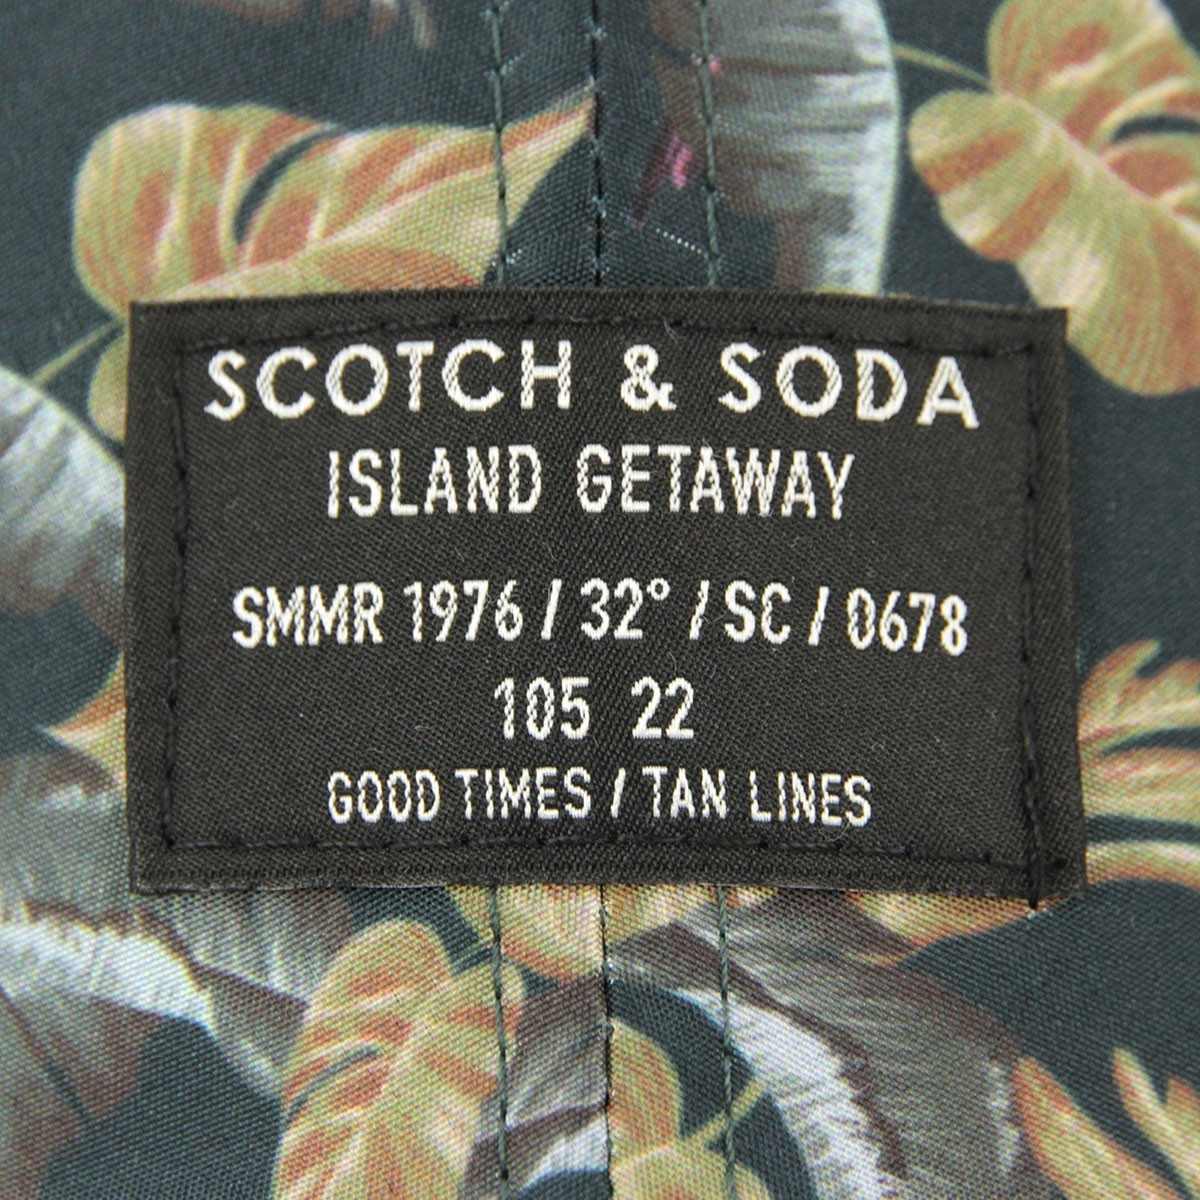 SCOTCH & SODA
ISLAND GETAWAY
SMMR 1976 / 32° / SC / 0678
105 22
GOOD TIMES / TAN LINES